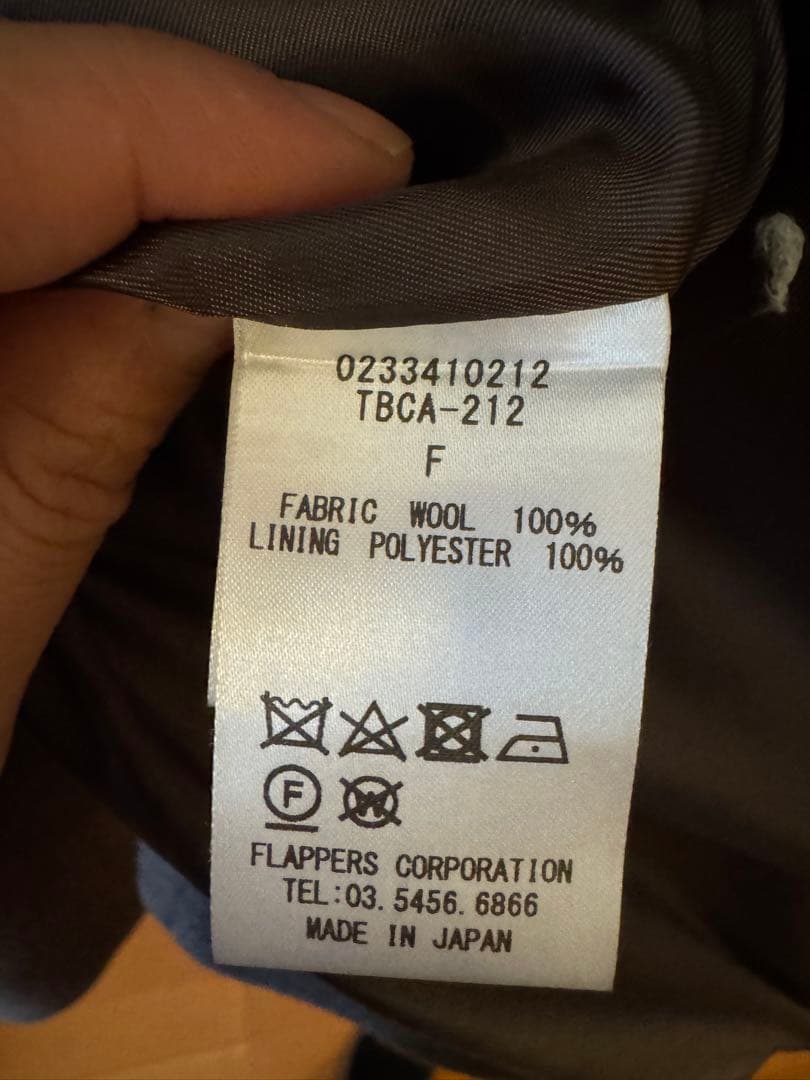 0233410212
TBCA-212
F
FABRIC WOOL 100%
LINING POLYESTER 100%
F W
FLAPPERS CORPORATION
TEL:03.5456.6866
MADE IN JAPAN